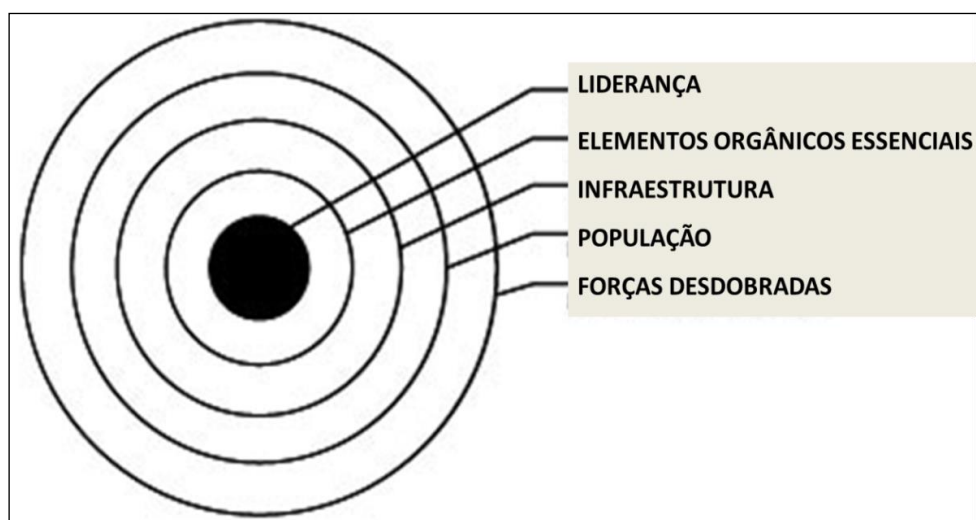 LIDERANÇA
ELEMENTOS ORGÂNICOS ESSENCIAIS
INFRAESTRUTURA
POPULAÇÃO
FORÇAS DESDOBRADAS